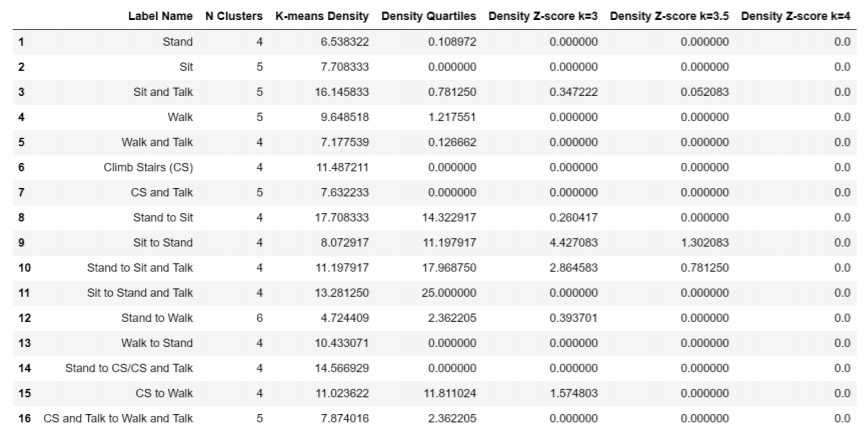 Label Name N Clusters K-means Density Density Quartiles Density Z-score k=3 Density Z-score k=3.5 Density Z-score k=4
1 Stand 4 6.538322 0.108972 0.000000 0.000000 0.0
2 Sit 5 7.708333 0.000000 0.000000 0.000000 0.0
3 Sit and Talk 5 16.145833 0.781250 0.347222 0.052083 0.0
4 Walk 5 9.648518 1.217551 0.000000 0.000000 0.0
5 Walk and Talk 4 7.177539 0.126662 0.000000 0.000000 0.0
6 Climb Stairs (CS) 4 11.487211 0.000000 0.000000 0.000000 0.0
7 CS and Talk 5 7.632233 0.000000 0.000000 0.000000 0.0
8 Stand to Sit 4 17.708333 14.322917 0.260417 0.000000 0.0
9 Sit to Stand 4 8.072917 11.197917 4.427083 1.302083 0.0
10 Stand to Sit and Talk 4 11.197917 17.968750 2.864583 0.781250 0.0
11 Sit to Stand and Talk 4 13.281250 25.000000 0.000000 0.000000 0.0
12 Stand to Walk 6 4.724409 2.362205 0.393701 0.000000 0.0
13 Walk to Stand 4 10.433071 0.000000 0.000000 0.000000 0.0
14 Stand to CS/CS and Talk 4 14.566929 0.000000 0.000000 0.000000 0.0
15 CS to Walk 4 11.023622 11.811024 1.574803 0.000000 0.0
16 CS and Talk to Walk and Talk 5 7.874016 2.362205 0.000000 0.000000 0.0